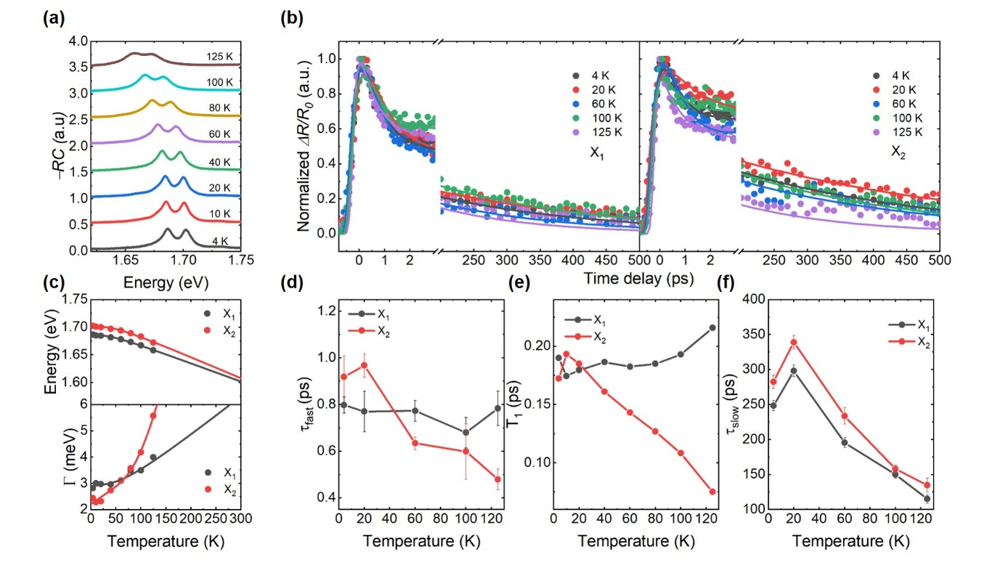 (a)
(b)
4.0
3.5
3.0
2.5
2.0
1.5
1.0
0.5
0.0
–RC (a.u)
125 K
100 K
80 K
60 K
40 K
20 K
10 K
4 K
1.65
1.70
1.75
Energy (eV)
1.0
0.8
0.6
0.4
0.2
0.0
Normalized ΔR/R0 (a.u.)
4 K
20 K
60 K
100 K
125 K
X1
4 K
20 K
60 K
100 K
125 K
X2
0 1 2 250 300 350 400 450 500 0 1 2 250 300 350 400 450 500
Time delay (ps)
(c)
(d)
(e)
(f)
1.75
1.70
1.65
1.60
Energy (eV)
X1
X2
6
5
4
3
2
Γ (meV)
X1
X2
0 50 100 150 200 250 300
Temperature (K)
1.2
1.0
0.8
0.6
0.4
τfast (ps)
X1
X2
0 20 40 60 80 100 120
Temperature (K)
0.20
0.15
0.10
T1 (ps)
X1
X2
0 20 40 60 80 100 120
Temperature (K)
400
350
300
250
200
150
100
τslow (ps)
X1
X2
0 20 40 60 80 100 120
Temperature (K)